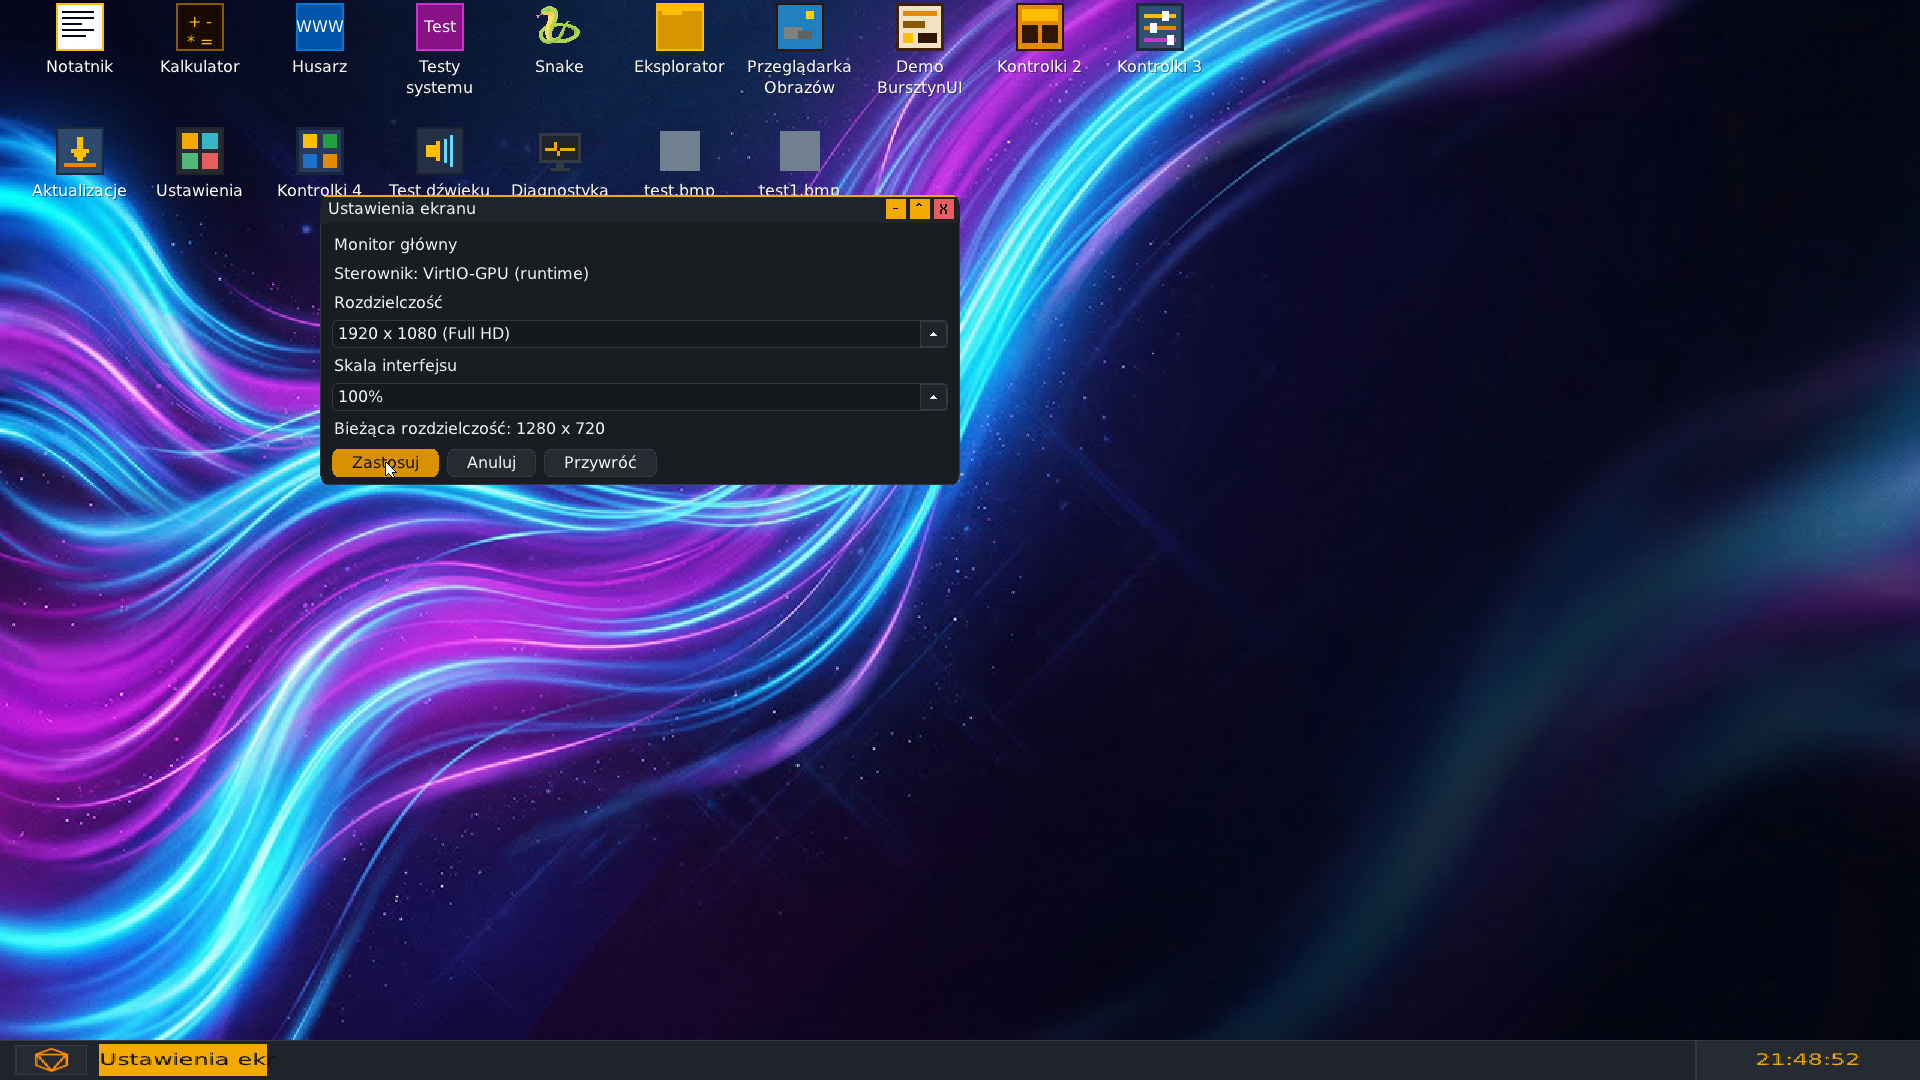 + -
* =
WWW
Test
Notatnik
Kalkulator
Husarz
Testy
systemu
Snake
Eksplorator
Przeglądarka
Obrazów
Demo
BursztynUI
Kontrolki 2
Kontrolki 3
Aktualizacje
Ustawienia
Kontrolki 4
Test dźwięku
Diagnostyka
test.bmp
test1.bmp
Ustawienia ekranu
- ^ X
Monitor główny
Sterownik: VirtIO-GPU (runtime)
Rozdzielczość
1920 x 1080 (Full HD)
Skala interfejsu
100%
Bieżąca rozdzielczość: 1280 x 720
Zastosuj
Anuluj
Przywróć
Ustawienia ekr
21:48:52